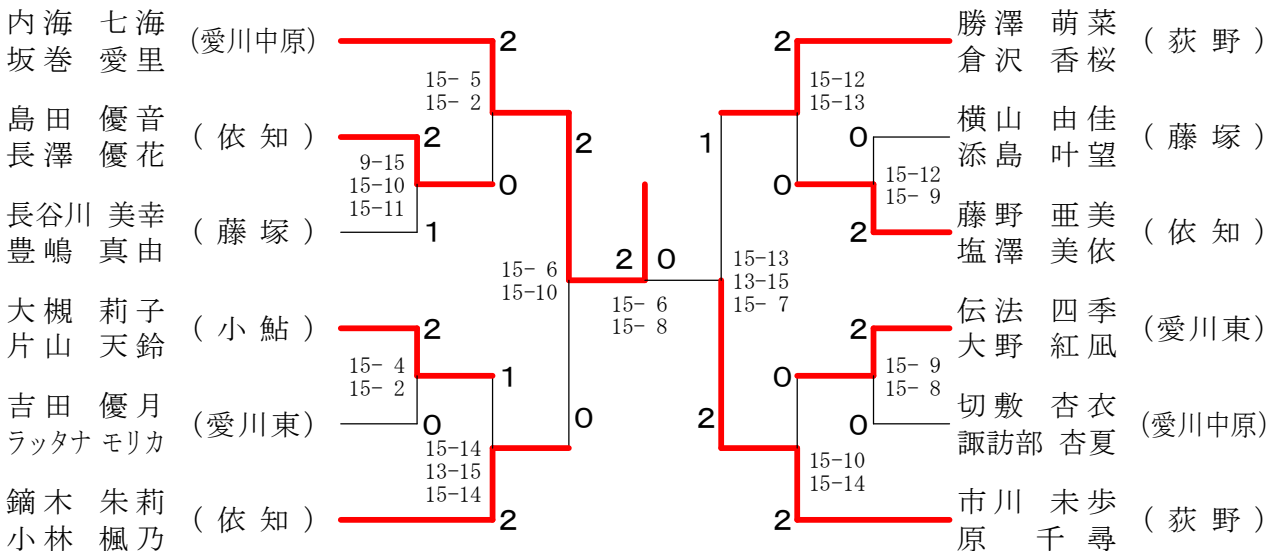 内海 七海
坂巻 愛里
(愛川中原)
2
15- 5
15- 2
島田 優音
長澤 優花
(依知)
2
9-15
15-10
15-11
0
長谷川 美幸
豊嶋 真由
(藤塚)
1
2
15- 6
15-10
大槻 莉子
片山 天鈴
(小鮎)
2
15- 4
15- 2
1
吉田 優月
ラッタナ モリカ
(愛川東)
0
0
15-14
13-15
15-14
鏑木 朱莉
小林 楓乃
(依知)
2
2 0
15- 6
15- 8
勝澤 萌菜
倉沢 香桜
(荻野)
2
15-12
15-13
1
横山 由佳
添島 叶望
(藤塚)
0
15-12
15- 9
0
藤野 亜美
塩澤 美依
(依知)
2
15-13
13-15
15- 7
伝法 四季
大野 紅凪
(愛川東)
2
15- 9
15- 8
0
切敷 杏衣
諏訪部 杏夏
(愛川中原)
0
2
15-10
15-14
市川 未歩
原 千尋
(荻野)
2